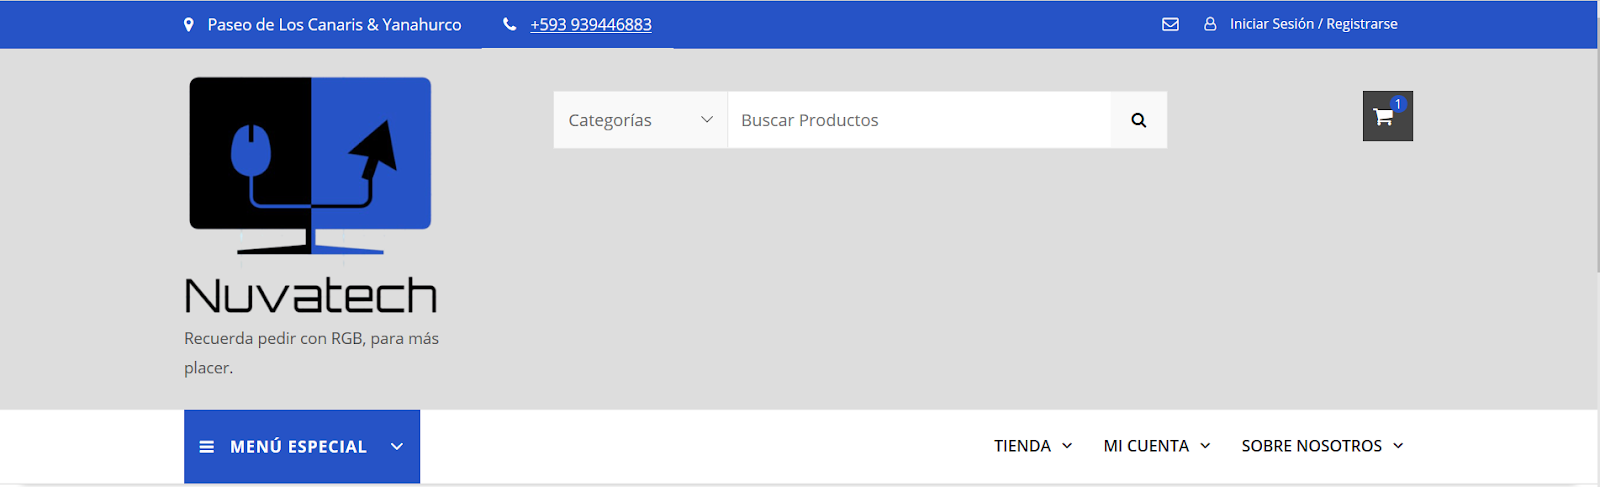 Paseo de Los Canaris & Yanahurco
+593 939446883
Iniciar Sesión / Registrarse
Categorías
Buscar Productos
1
Nuvatech
Recuerda pedir con RGB, para más
placer.
MENÚ ESPECIAL
TIENDA
MI CUENTA
SOBRE NOSOTROS